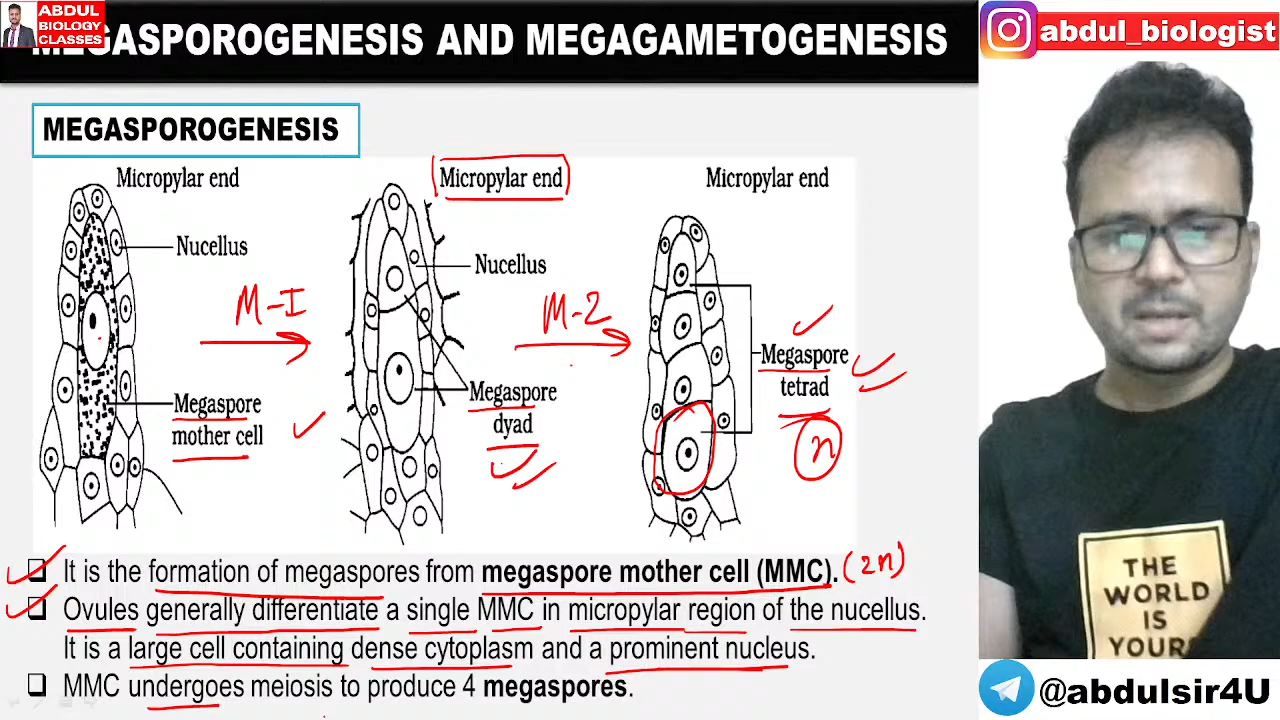 ABDUL
BIOLOGY
CLASSES
MEGASPOROGENESIS AND MEGAGAMETOGENESIS
abdul_biologist
MEGASPOROGENESIS
Micropylar end
Micropylar end
Micropylar end
Nucellus
Nucellus
M-I
M-2
Megaspore
mother cell
Megaspore
dyad
Megaspore
tetrad
n
It is the formation of megaspores from megaspore mother cell (MMC). (2n)
Ovules generally differentiate a single MMC in micropylar region of the nucellus.
It is a large cell containing dense cytoplasm and a prominent nucleus.
MMC undergoes meiosis to produce 4 megaspores.
THE
WORLD
IS
YOURS
@abdulsir4U